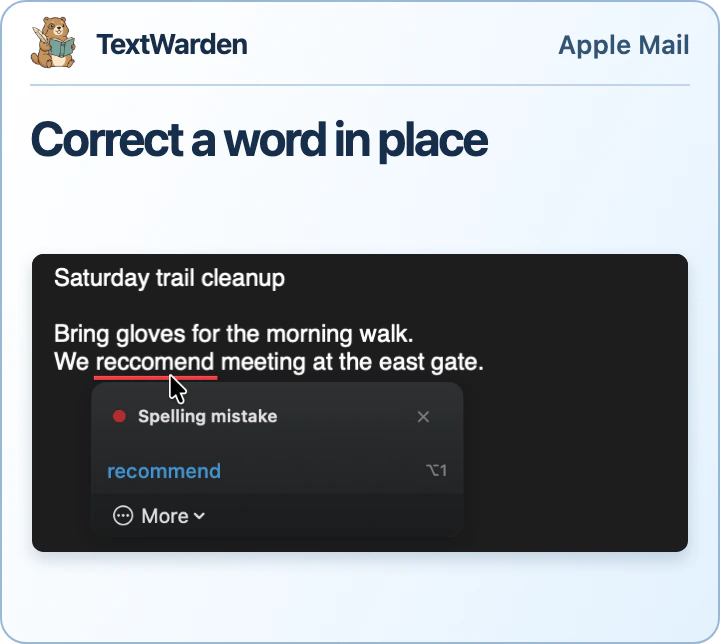 TextWarden
Apple Mail
Correct a word in place
Saturday trail cleanup
Bring gloves for the morning walk.
We reccomend meeting at the east gate.
Spelling mistake ×
recommend ⌥1
More